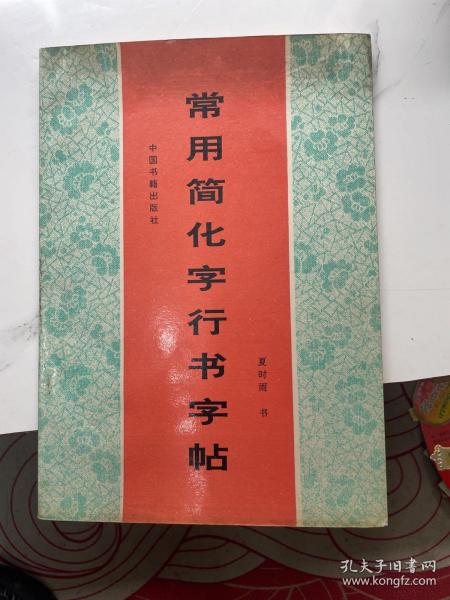 常用简化字行书字帖
夏时雨 书
中国书籍出版社
孔夫子旧书网
www.kongfz.com